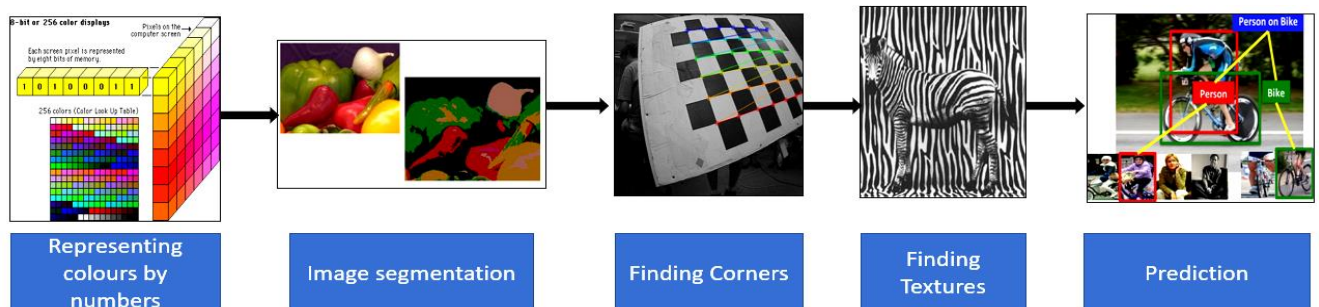 8-bit or 256 color displays
Pixels on the
computer screen
Each screen pixel is represented
by eight bits of memory.
1 0 1 0 0 0 1 1
256 colors (Color Look Up Table)
Person on Bike
Person
Bike
Representing
colours by
numbers
Image segmentation
Finding Corners
Finding
Textures
Prediction